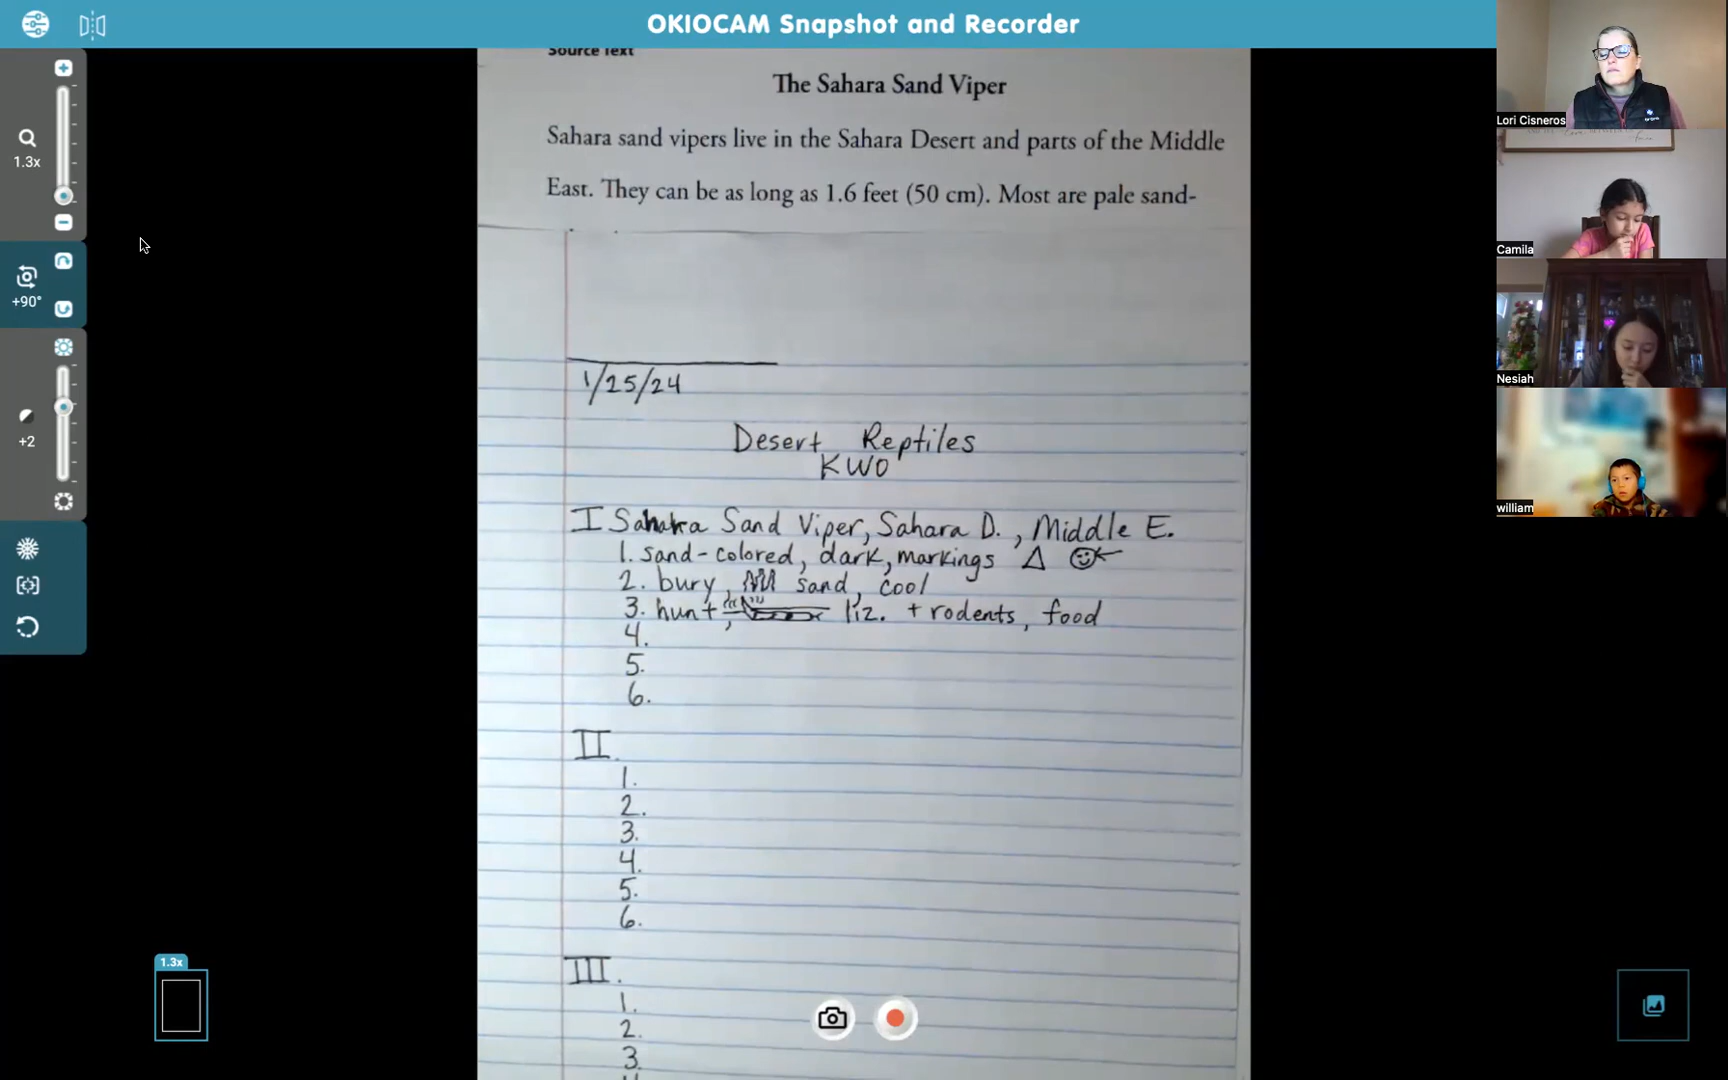 OKIOCAM Snapshot and Recorder
Source Text
The Sahara Sand Viper
Sahara sand vipers live in the Sahara Desert and parts of the Middle
East. They can be as long as 1.6 feet (50 cm). Most are pale sand-
1/25/24
Desert Reptiles
KWO
I Sahara Sand Viper, Sahara D., Middle E.
1. sand-colored, dark, markings
2. bury, sand, cool
3. hunt, liz. + rodents, food
4.
5.
6.
II.
1.
2.
3.
4.
5.
6.
III.
1.
2.
3.
1.3x
+90°
+2
1.3x
Lori Cisneros
Camila
Nesiah
william